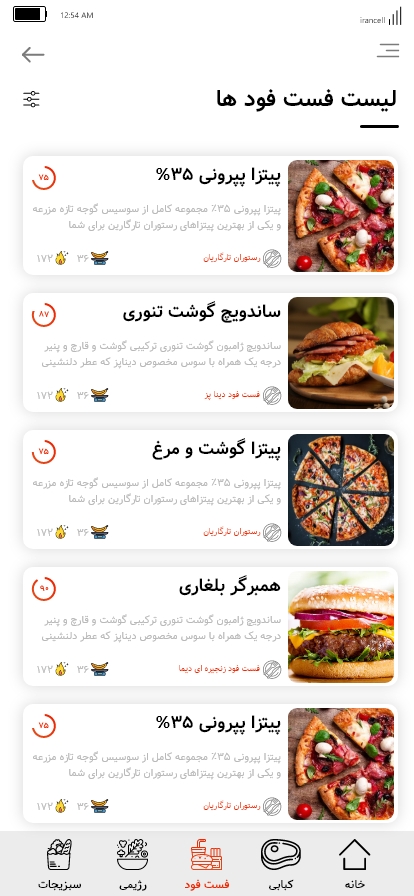 12:54 AM
irancell
لیست فست فود ها
پیتزا پپرونی ۳۵%
۷۵
پیتزا پپرونی ۳۵٪ مجموعه کامل از سوسیس گوجه تازه مزرعه
و یکی از بهترین پیتزاهای رستوران تارگارین برای شما
رستوران تارگاریان
۳۶
۱۷۲
ساندویچ گوشت تنوری
۸۷
ساندویچ ژامبون گوشت تنوری ترکیبی گوشت و قارچ و پنیر
درجه یک همراه با سوس مخصوص دیناپز که عطر دلنشینی
فست فود دینا پز
۳۶
۱۷۲
پیتزا گوشت و مرغ
۷۵
پیتزا پپرونی ۳۵٪ مجموعه کامل از سوسیس گوجه تازه مزرعه
و یکی از بهترین پیتزاهای رستوران تارگارین برای شما
رستوران تارگاریان
۳۶
۱۷۲
همبرگر بلغاری
۹۰
ساندویچ ژامبون گوشت تنوری ترکیبی گوشت و قارچ و پنیر
درجه یک همراه با سوس مخصوص دیناپز که عطر دلنشینی
فست فود زنجیره ای دیما
۳۶
۱۷۲
پیتزا پپرونی ۳۵%
۷۵
پیتزا پپرونی ۳۵٪ مجموعه کامل از سوسیس گوجه تازه مزرعه
و یکی از بهترین پیتزاهای رستوران تارگارین برای شما
رستوران تارگاریان
۳۶
۱۷۲
خانه
کبابی
فست فود
رژیمی
سبزیجات